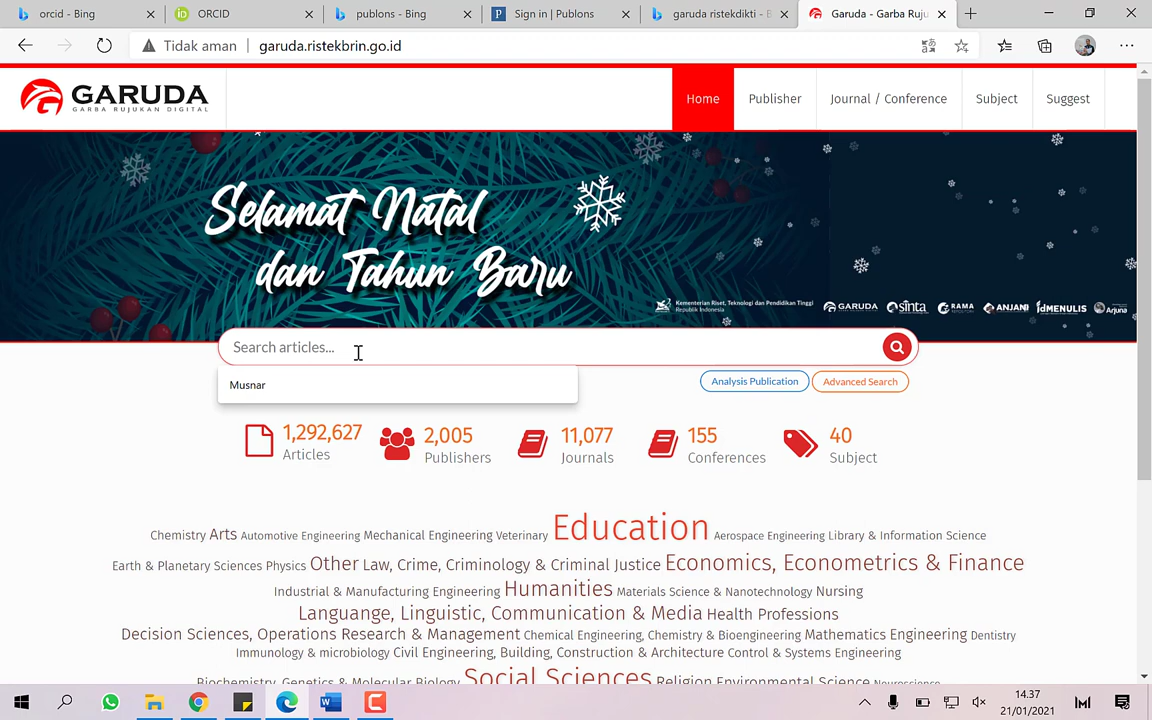 orcid - Bing
ORCID
publons - Bing
Sign in | Publons
garuda ristekdikti - B
Garuda - Garba Ruju
Tidak aman
garuda.ristekbrin.go.id
GARUDA
GARBA RUJUKAN DIGITAL
Home
Publisher
Journal / Conference
Subject
Suggest
Selamat Natal
dan Tahun Baru
Kementerian Riset, Teknologi dan Pendidikan Tinggi
Republik Indonesia
GARUDA
sinta
RAMA
ANJANI
idMENULIS
Arjuna
Search articles...
Musnar
Analysis Publication
Advanced Search
1,292,627
Articles
2,005
Publishers
11,077
Journals
155
Conferences
40
Subject
Chemistry Arts Automotive Engineering Mechanical Engineering Veterinary Education Aerospace Engineering Library & Information Science
Earth & Planetary Sciences Physics Other Law, Crime, Criminology & Criminal Justice Economics, Econometrics & Finance
Industrial & Manufacturing Engineering Humanities Materials Science & Nanotechnology Nursing
Languange, Linguistic, Communication & Media Health Professions
Decision Sciences, Operations Research & Management Chemical Engineering, Chemistry & Bioengineering Mathematics Engineering Dentistry
Immunology & microbiology Civil Engineering, Building, Construction & Architecture Control & Systems Engineering
Biochemistry, Genetics & Molecular Biology Social Sciences Religion Environmental Science Neuroscience
14.37
21/01/2021